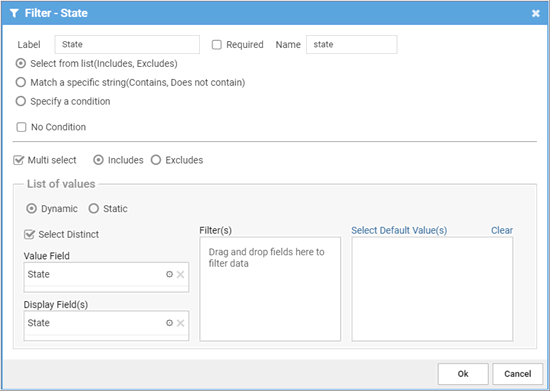 Filter - State
Label State Required Name state
Select from list(Includes, Excludes)
Match a specific string(Contains, Does not contain)
Specify a condition
No Condition
Multi select Includes Excludes
List of values
Dynamic Static
Select Distinct
Filter(s)
Select Default Value(s) Clear
Drag and drop fields here to
filter data
Value Field
State
Display Field(s)
State
Ok Cancel